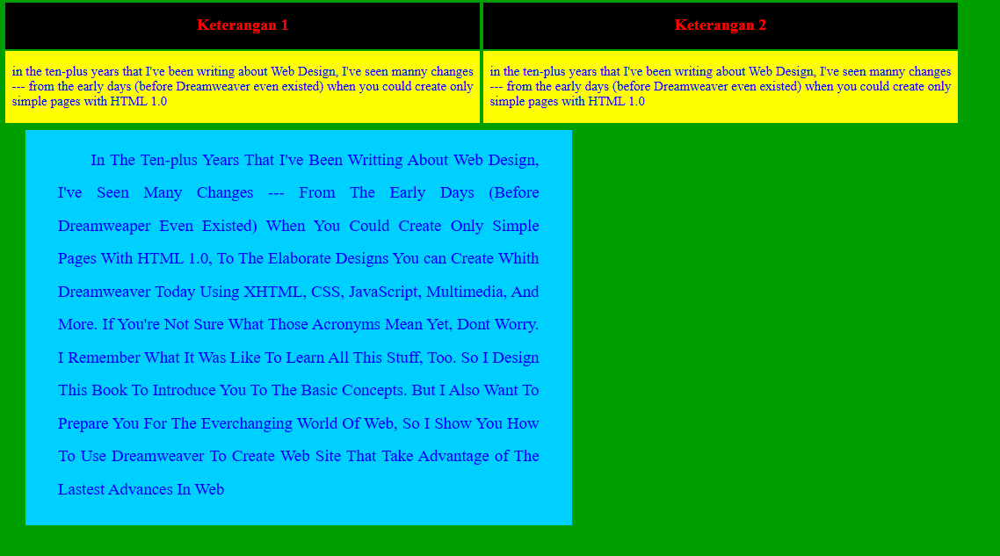 Keterangan 1
Keterangan 2
in the ten-plus years that I've been writing about Web Design, I've seen manny changes
--- from the early days (before Dreamweaver even existed) when you could create only
simple pages with HTML 1.0
in the ten-plus years that I've been writing about Web Design, I've seen manny changes
--- from the early days (before Dreamweaver even existed) when you could create only
simple pages with HTML 1.0
In The Ten-plus Years That I've Been Writting About Web Design,
I've Seen Many Changes --- From The Early Days (Before
Dreamweaper Even Existed) When You Could Create Only Simple
Pages With HTML 1.0, To The Elaborate Designs You can Create Whith
Dreamweaver Today Using XHTML, CSS, JavaScript, Multimedia, And
More. If You're Not Sure What Those Acronyms Mean Yet, Dont Worry.
I Remember What It Was Like To Learn All This Stuff, Too. So I Design
This Book To Introduce You To The Basic Concepts. But I Also Want To
Prepare You For The Everchanging World Of Web, So I Show You How
To Use Dreamweaver To Create Web Site That Take Advantage of The
Lastest Advances In Web